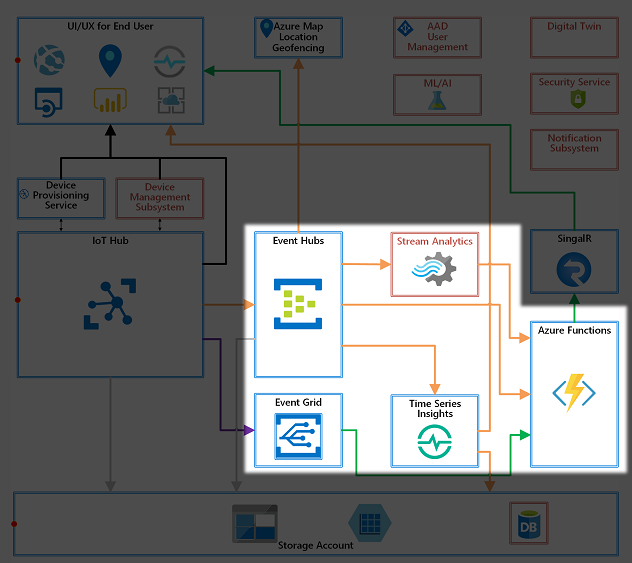 UI/UX for End User
Azure Map
Location
Geofencing
AAD
User
Management
Digital Twin
ML/AI
Security Service
Notification
Subsystem
Device
Provisioning
Service
Device
Management
Subsystem
IoT Hub
Event Hubs
Stream Analytics
SingalR
Azure Functions
Event Grid
Time Series
Insights
DB
Storage Account